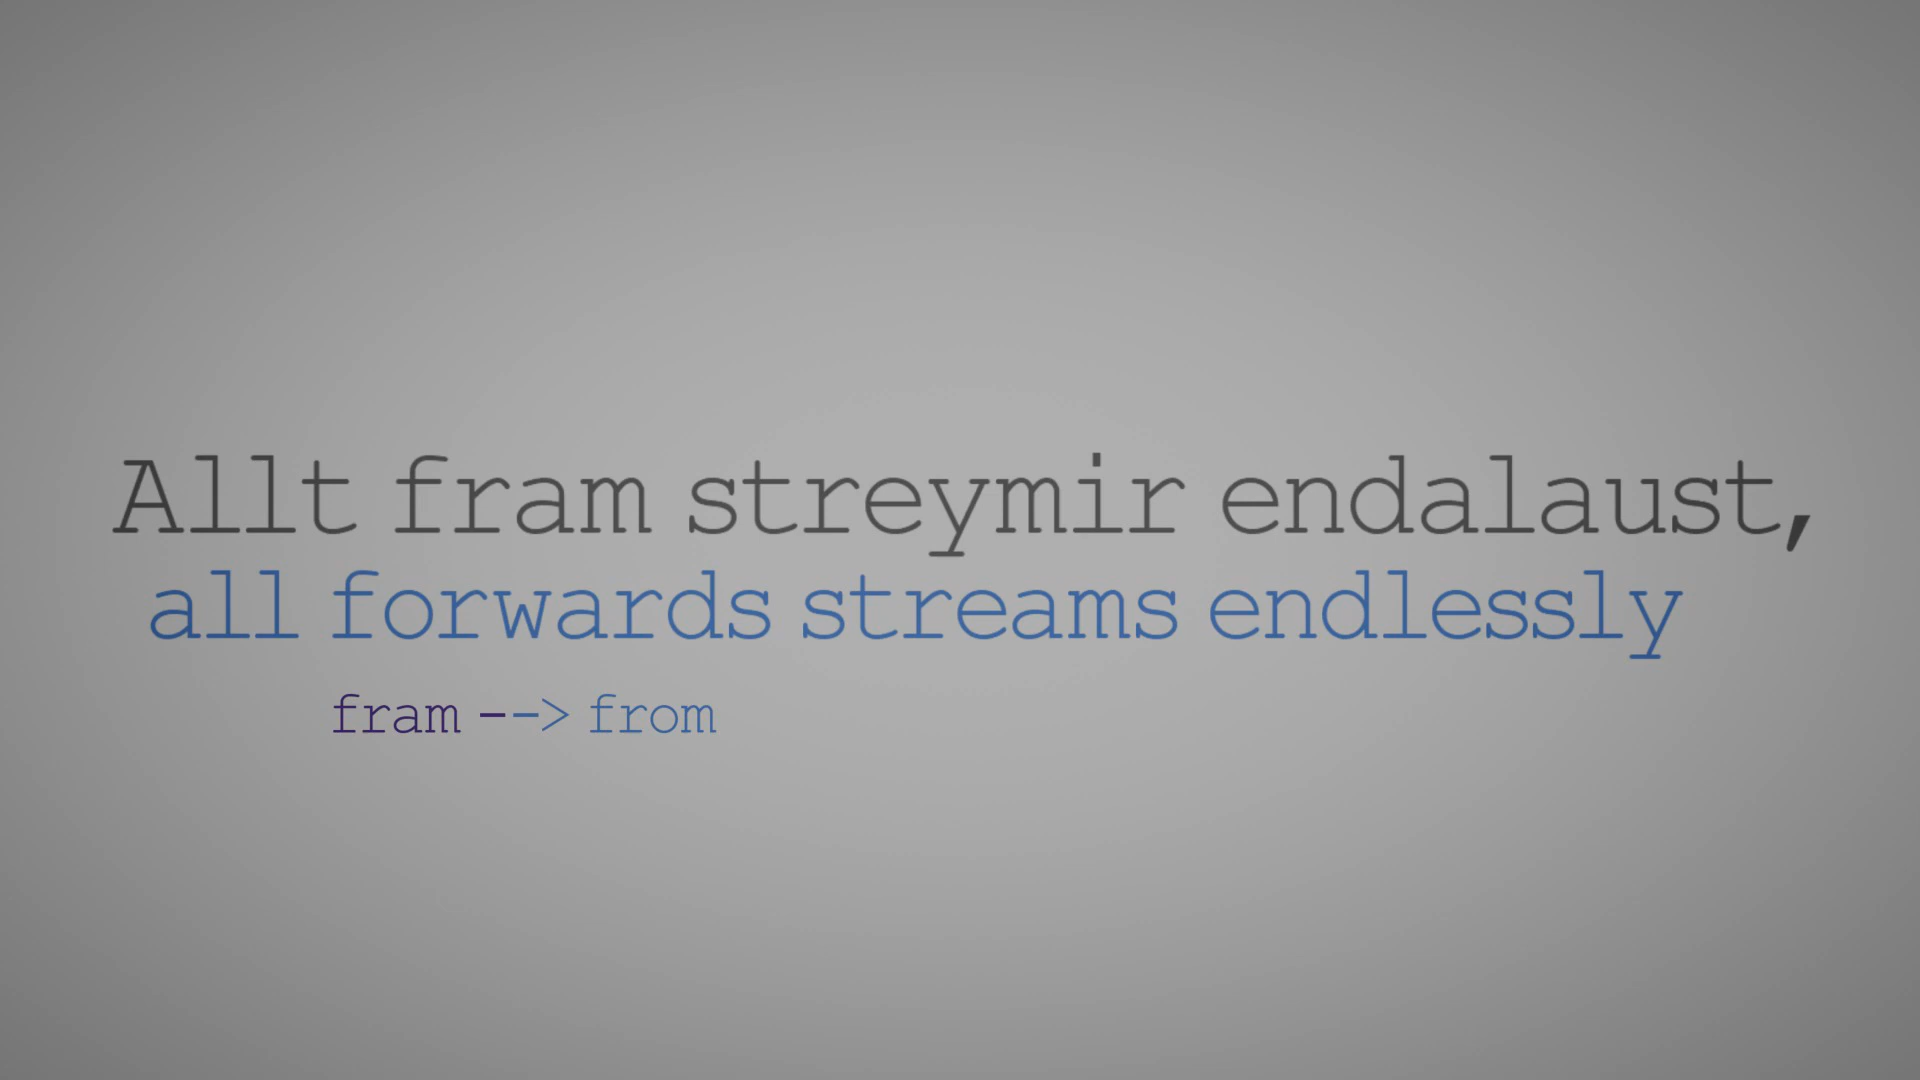 Allt fram streymir endalaust,
all forwards streams endlessly
fram --> from